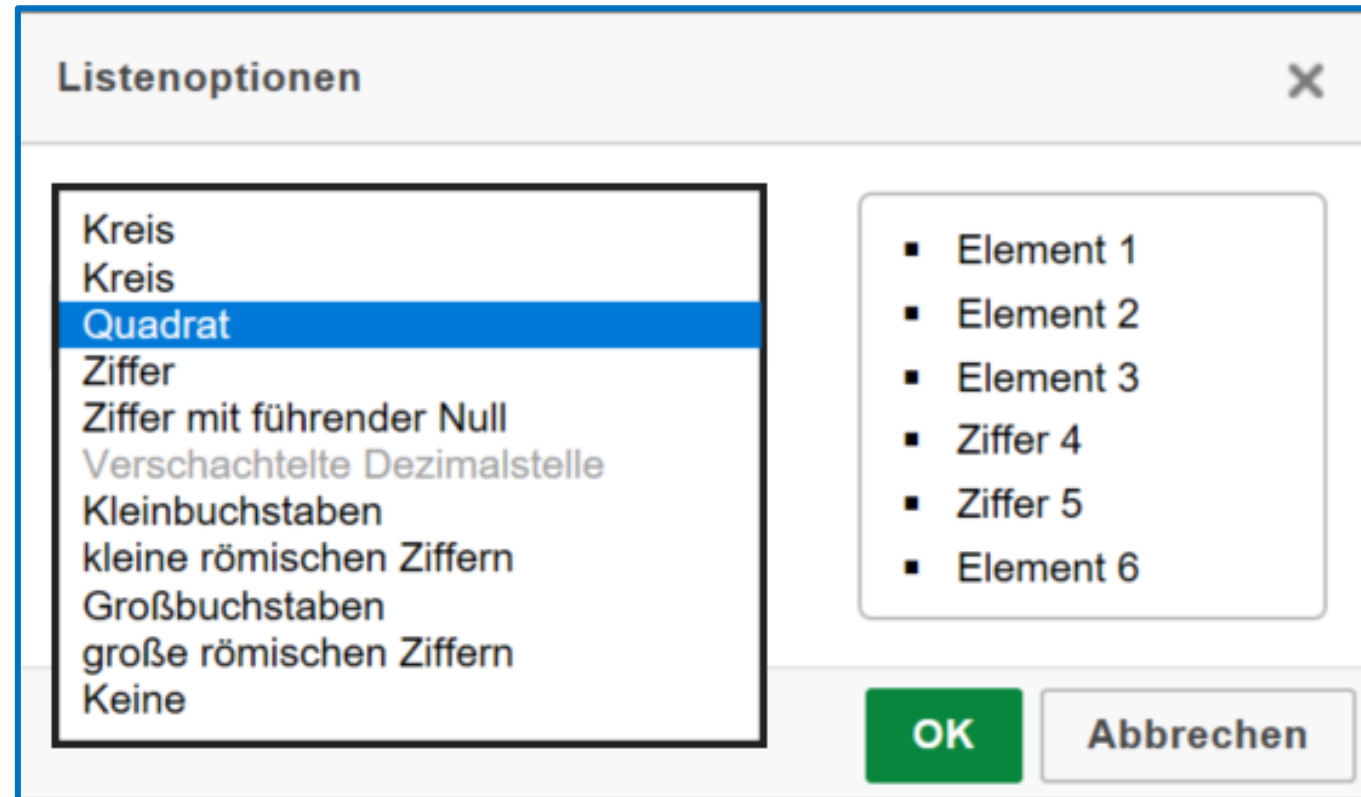 Listenoptionen
Kreis
Kreis
Quadrat
Ziffer
Ziffer mit führender Null
Verschachtelte Dezimalstelle
Kleinbuchstaben
kleine römischen Ziffern
Großbuchstaben
große römischen Ziffern
Keine
Element 1
Element 2
Element 3
Ziffer 4
Ziffer 5
Element 6
OK
Abbrechen